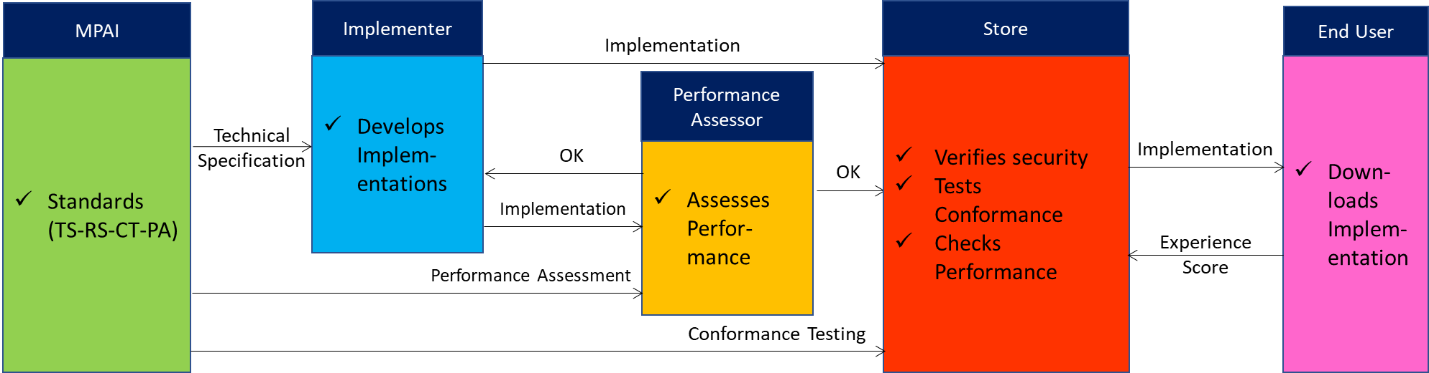 MPAI
Standards
(TS-RS-CT-PA)
Technical
Specification
Implementer
Develops
Implem-
entations
Implementation
OK
Implementation
Performance Assessment
Conformance Testing
Performance
Assessor
Assesses
Perfor-
mance
OK
Store
Verifies security
Tests
Conformance
Checks
Performance
Implementation
Experience
Score
End User
Down-
loads
Implem-
entation